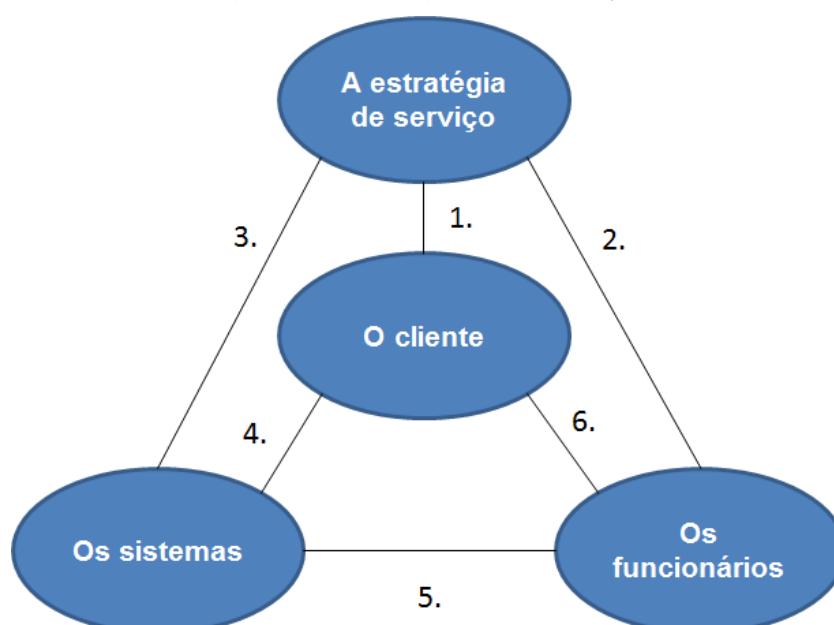 A estratégia
de serviço
1.
3.
2.
O cliente
4.
6.
Os sistemas
Os
funcionários
5.